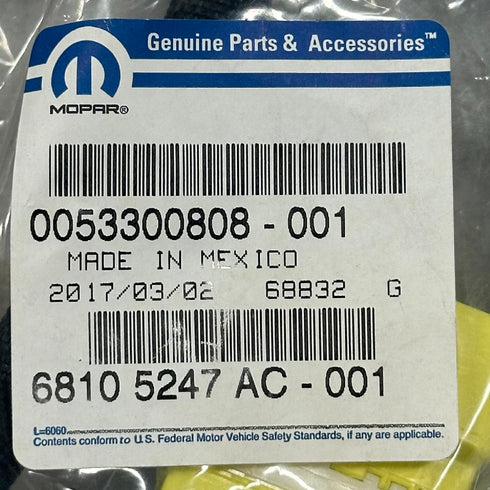 Genuine Parts & Accessories™
MOPAR®
0053300808 - 001
MADE IN MEXICO
2017/03/02 68832 G
6810 5247 AC - 001
L=6060
Contents conform to U.S. Federal Motor Vehicle Safety Standards, if any are applicable.